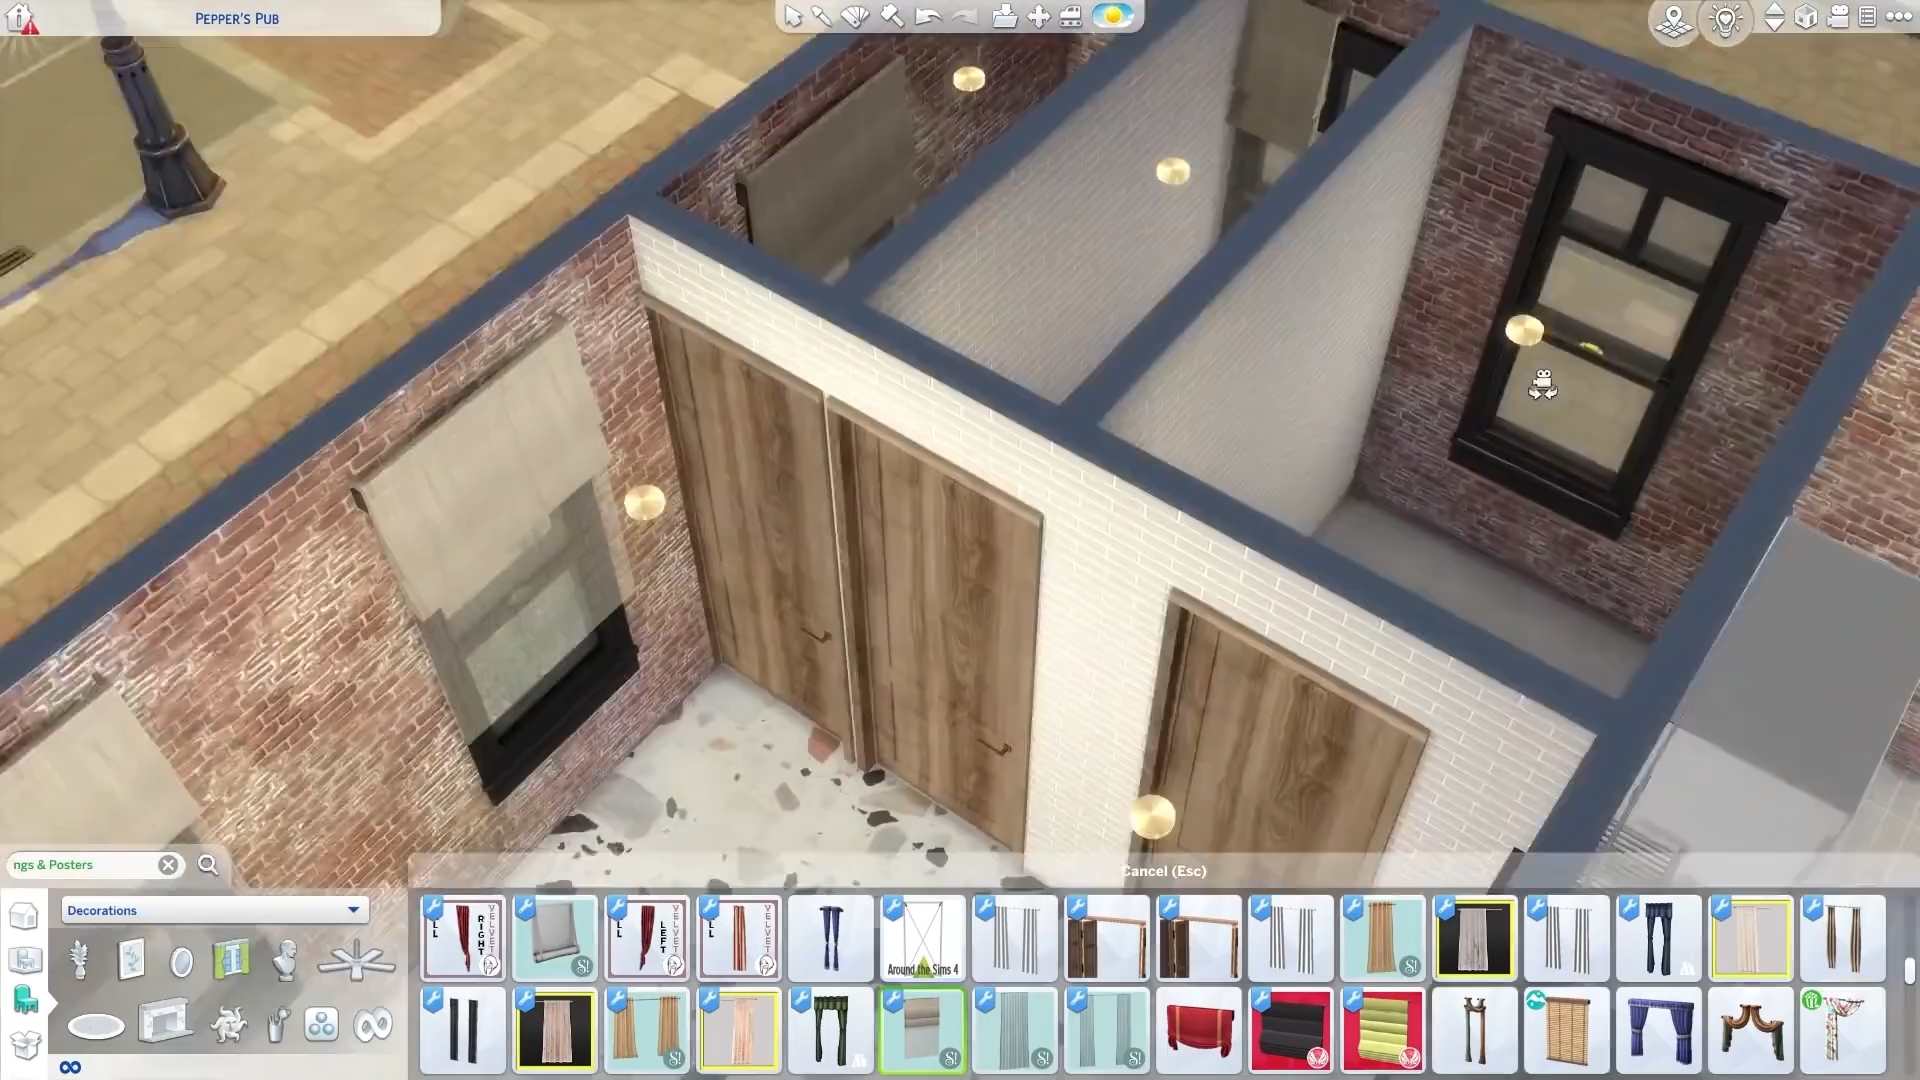 Pepper's Pub
ngs & Posters
Cancel (Esc)
Decorations
RIGHT
VELVET
LEFT
VELVET
VELVET
Around the Sims 4
S!
S!
S!
S!
S!
S!